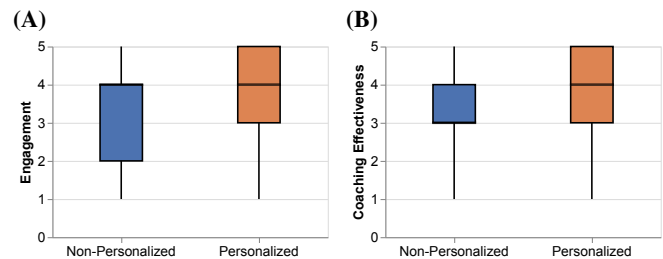 (A)
5
4
3
2
1
0
Engagement
Non-Personalized
Personalized
(B)
5
4
3
2
1
0
Coaching Effectiveness
Non-Personalized
Personalized